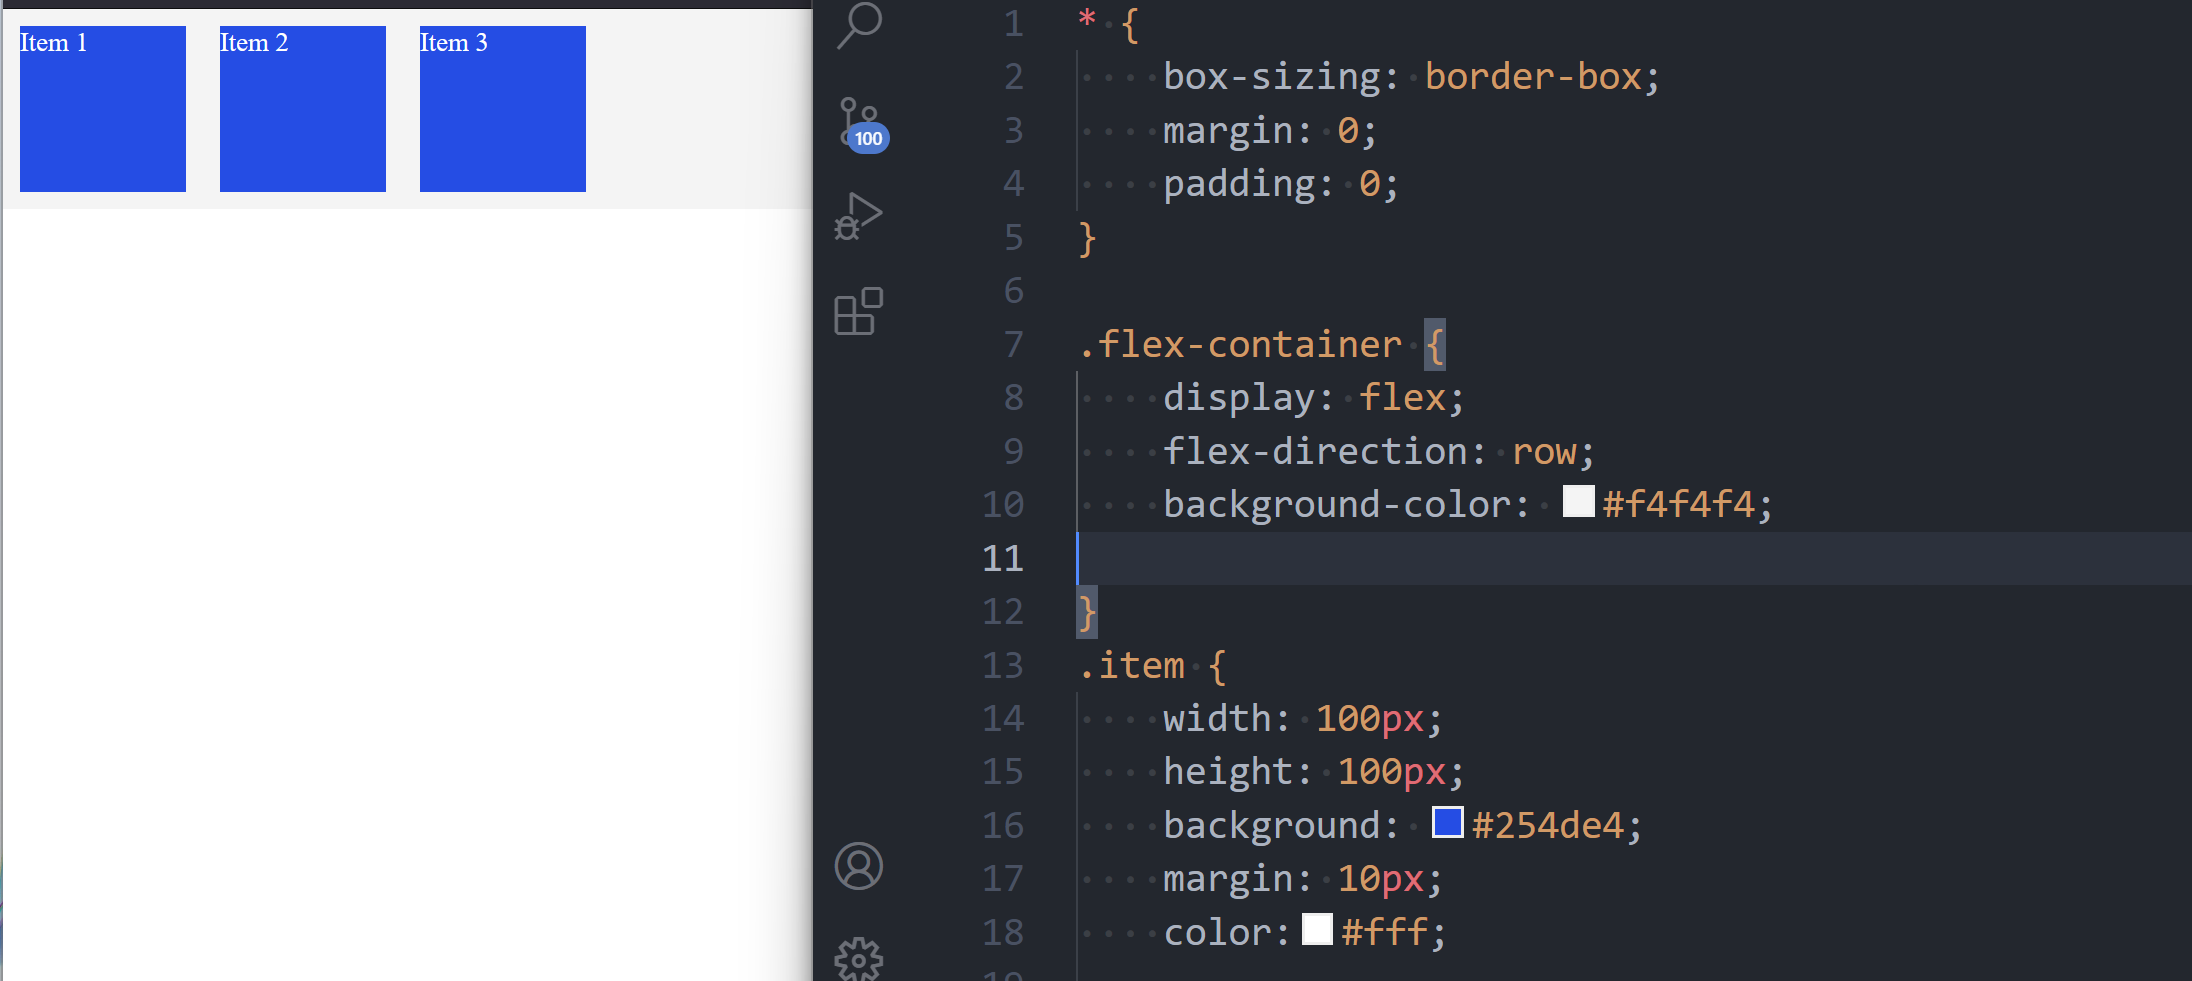 Item 1 Item 2 Item 3
100
1 * {
2 box-sizing: border-box;
3 margin: 0;
4 padding: 0;
5 }
6
7 .flex-container {
8 display: flex;
9 flex-direction: row;
10 background-color: #f4f4f4;
11
12 }
13 .item {
14 width: 100px;
15 height: 100px;
16 background: #254de4;
17 margin: 10px;
18 color: #fff;